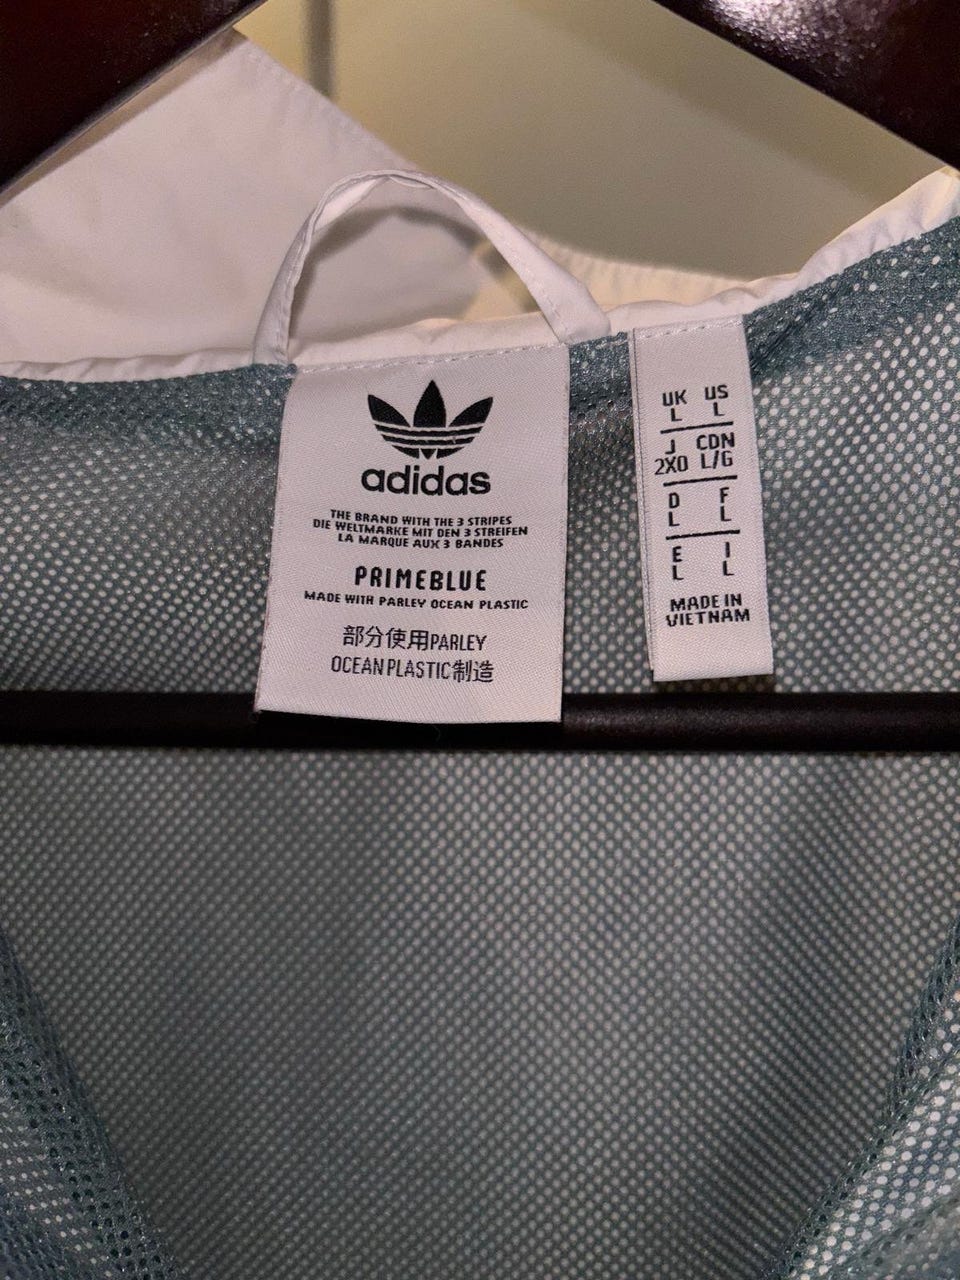 adidas
THE BRAND WITH THE 3 STRIPES
DIE WELTMARKE MIT DEN 3 STREIFEN
LA MARQUE AUX 3 BANDES
PRIMEBLUE
MADE WITH PARLEY OCEAN PLASTIC
部分使用PARLEY
OCEAN PLASTIC制造
UK US
L L
J CDN
2XO L/G
D F
L L
E I
L L
MADE IN
VIETNAM